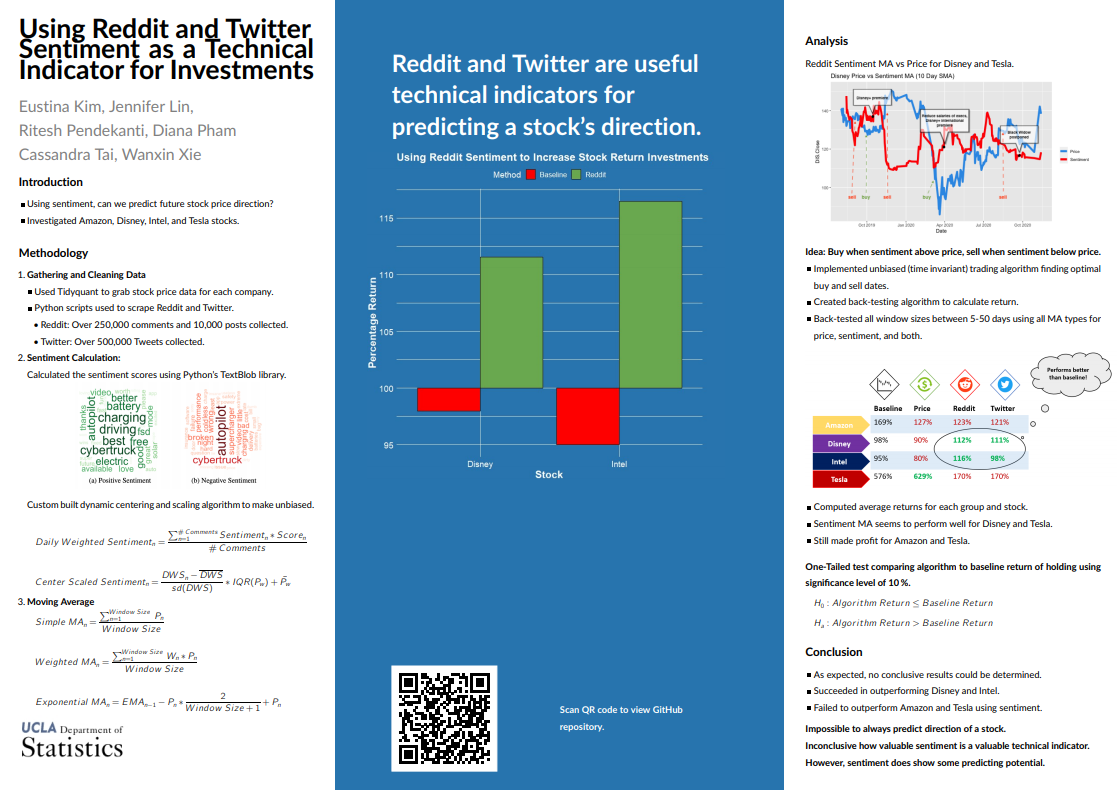 Using Reddit and Twitter
Sentiment as a Technical
Indicator for Investments
Eustina Kim, Jennifer Lin,
Ritesh Pendekanti, Diana Pham
Cassandra Tai, Wanxin Xie
Introduction
Using sentiment, can we predict future stock price direction?
Investigated Amazon, Disney, Intel, and Tesla stocks.
Methodology
1. Gathering and Cleaning Data
Used Tidyquant to grab stock price data for each company.
Python scripts used to scrape Reddit and Twitter.
Reddit: Over 250,000 comments and 10,000 posts collected.
Twitter: Over 500,000 Tweets collected.
2. Sentiment Calculation:
Calculated the sentiment scores using Python's TextBlob library.
video
better
battery
thanks
autopilot
charging
mode
driving
fsd
best free
cybertruck
good
great
solar
electric
available love
autopilot
broken
supercharger
bad
cybertruck
(a) Positive Sentiment
(b) Negative Sentiment
Custom built dynamic centering and scaling algorithm to make unbiased.
Daily Weighted Sentiment_n = ∑_{n=1}^{# Comments} Sentiment_n * Score_n / # Comments
Center Scaled Sentiment_n = DWS_n − D̅W̅S̅ / sd(DWS) * IQR(P_w) + P̃_w
3. Moving Average
Simple MA_n = ∑_{n=1}^{Window Size} P_n / Window Size
Weighted MA_n = ∑_{n=1}^{Window Size} W_n * P_n / Window Size
Exponential MA_n = EMA_{n−1} − P_n * 2 / Window Size + 1 + P_n
UCLA Department of
Statistics
Reddit and Twitter are useful
technical indicators for
predicting a stock's direction.
Using Reddit Sentiment to Increase Stock Return Investments
Method Baseline Reddit
Percentage Return
115
110
105
100
95
Disney Intel
Stock
Scan QR code to view GitHub
repository.
Analysis
Reddit Sentiment MA vs Price for Disney and Tesla.
Disney Price vs Sentiment MA (10 Day SMA)
Disney+ premiere
Reduce salaries of execs,
Disney+ international
premiere
Black Widow
postponed
DIS.Close
140
120
100
sell buy sell buy sell
Oct 2019 Jan 2020 Apr 2020 Jul 2020 Oct 2020
Date
Price
Sentiment
Idea: Buy when sentiment above price, sell when sentiment below price.
Implemented unbiased (time invariant) trading algorithm finding optimal
buy and sell dates.
Created back-testing algorithm to calculate return.
Back-tested all window sizes between 5-50 days using all MA types for
price, sentiment, and both.
Performs better
than baseline!
Baseline Price Reddit Twitter
Amazon 169% 127% 123% 121%
Disney 98% 90% 112% 111%
Intel 95% 80% 116% 98%
Tesla 576% 629% 170% 170%
Computed average returns for each group and stock.
Sentiment MA seems to perform well for Disney and Tesla.
Still made profit for Amazon and Tesla.
One-Tailed test comparing algorithm to baseline return of holding using
significance level of 10 %.
H_0 : Algorithm Return ≤ Baseline Return
H_a : Algorithm Return > Baseline Return
Conclusion
As expected, no conclusive results could be determined.
Succeeded in outperforming Disney and Intel.
Failed to outperform Amazon and Tesla using sentiment.
Impossible to always predict direction of a stock.
Inconclusive how valuable sentiment is a valuable technical indicator.
However, sentiment does show some predicting potential.